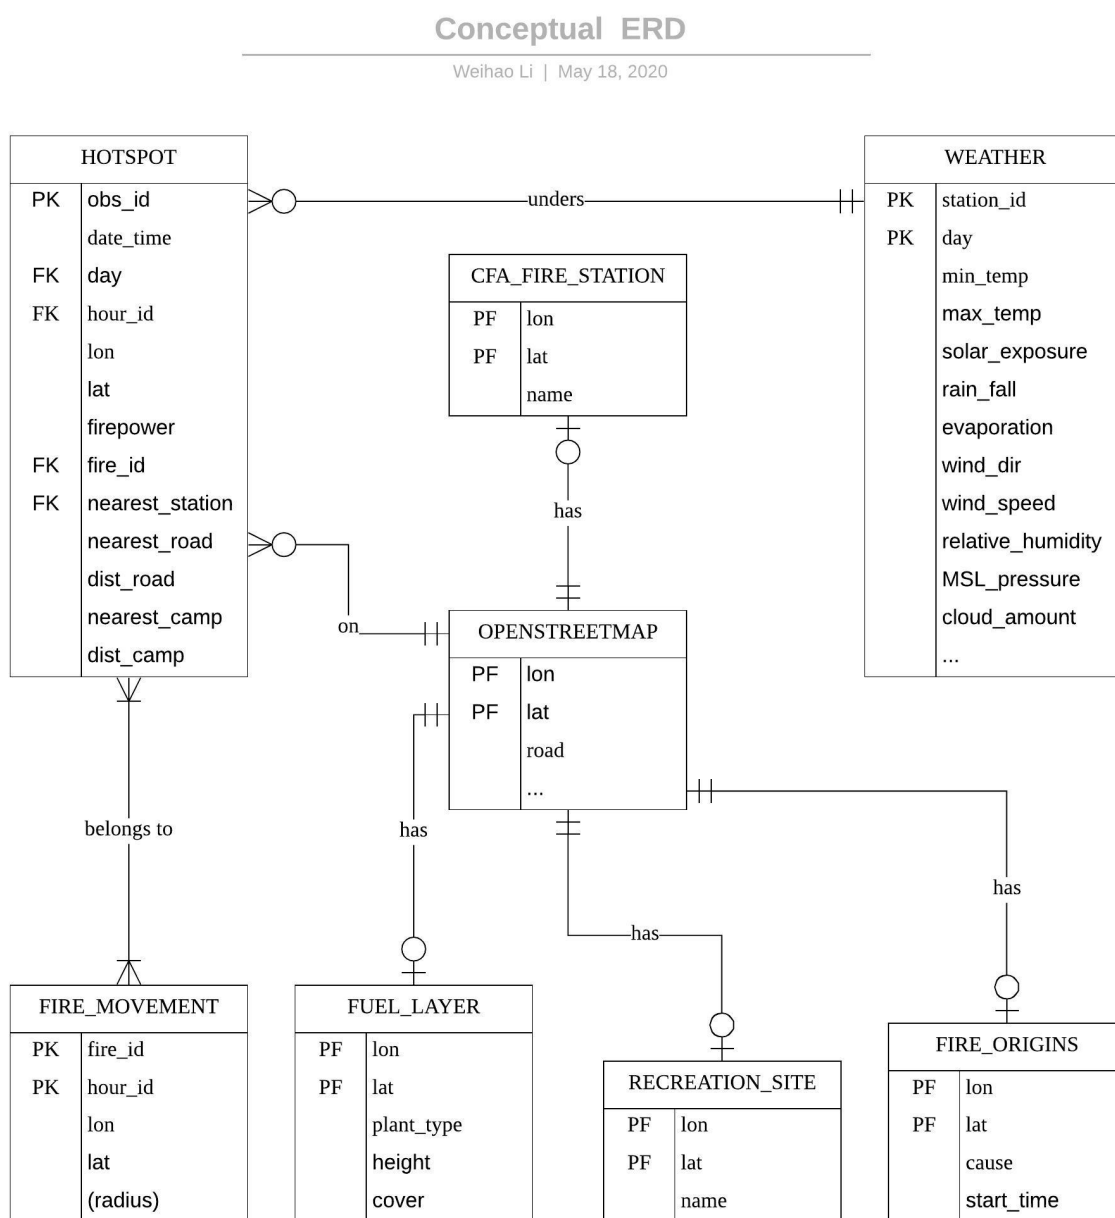 Conceptual ERD
Weihao Li | May 18, 2020
HOTSPOT
PK obs_id
date_time
FK day
FK hour_id
lon
lat
firepower
FK fire_id
FK nearest_station
nearest_road
dist_road
nearest_camp
dist_camp
unders
WEATHER
PK station_id
PK day
min_temp
max_temp
solar_exposure
rain_fall
evaporation
wind_dir
wind_speed
relative_humidity
MSL_pressure
cloud_amount
...
CFA_FIRE_STATION
PF lon
PF lat
name
has
on
OPENSTREETMAP
PF lon
PF lat
road
...
belongs to
has
has
has
FIRE_MOVEMENT
PK fire_id
PK hour_id
lon
lat
(radius)
FUEL_LAYER
PF lon
PF lat
plant_type
height
cover
RECREATION_SITE
PF lon
PF lat
name
FIRE_ORIGINS
PF lon
PF lat
cause
start_time